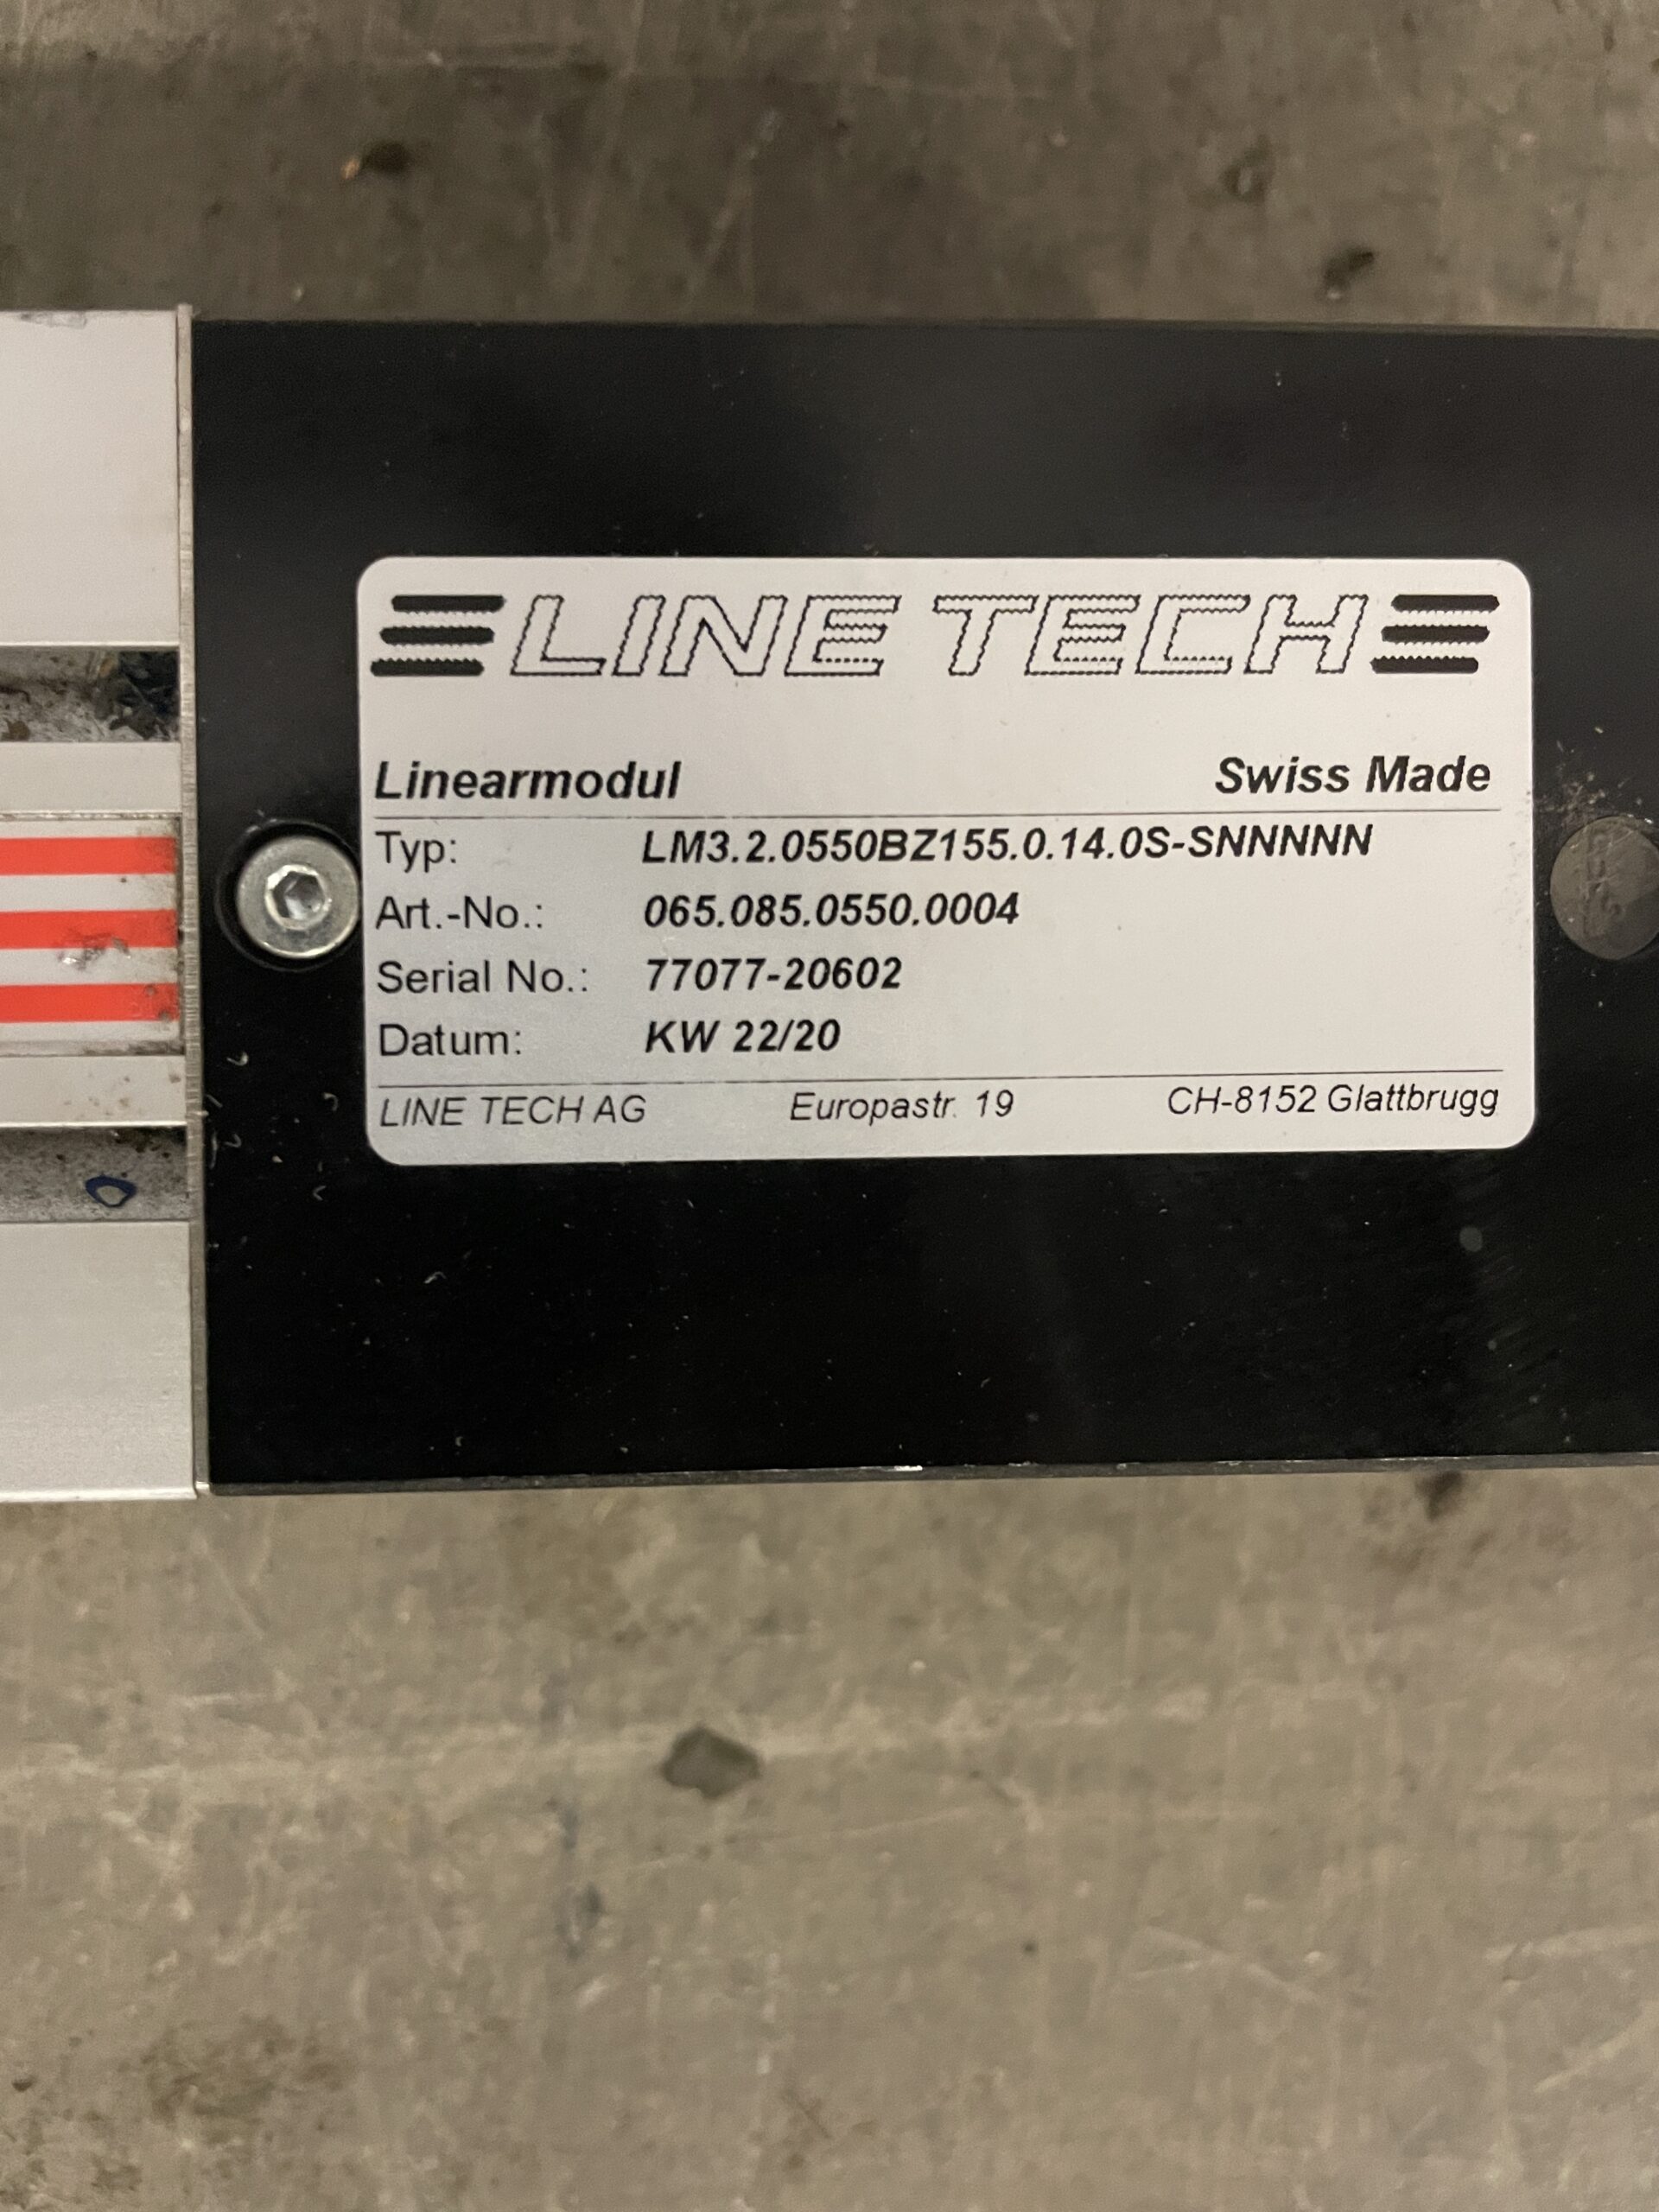 LINE TECH
Linearmodul Swiss Made
Typ: LM3.2.0550BZ155.0.14.0S-SNNNNN
Art.-No.: 065.085.0550.0004
Serial No.: 77077-20602
Datum: KW 22/20
LINE TECH AG Europastr. 19 CH-8152 Glattbrugg